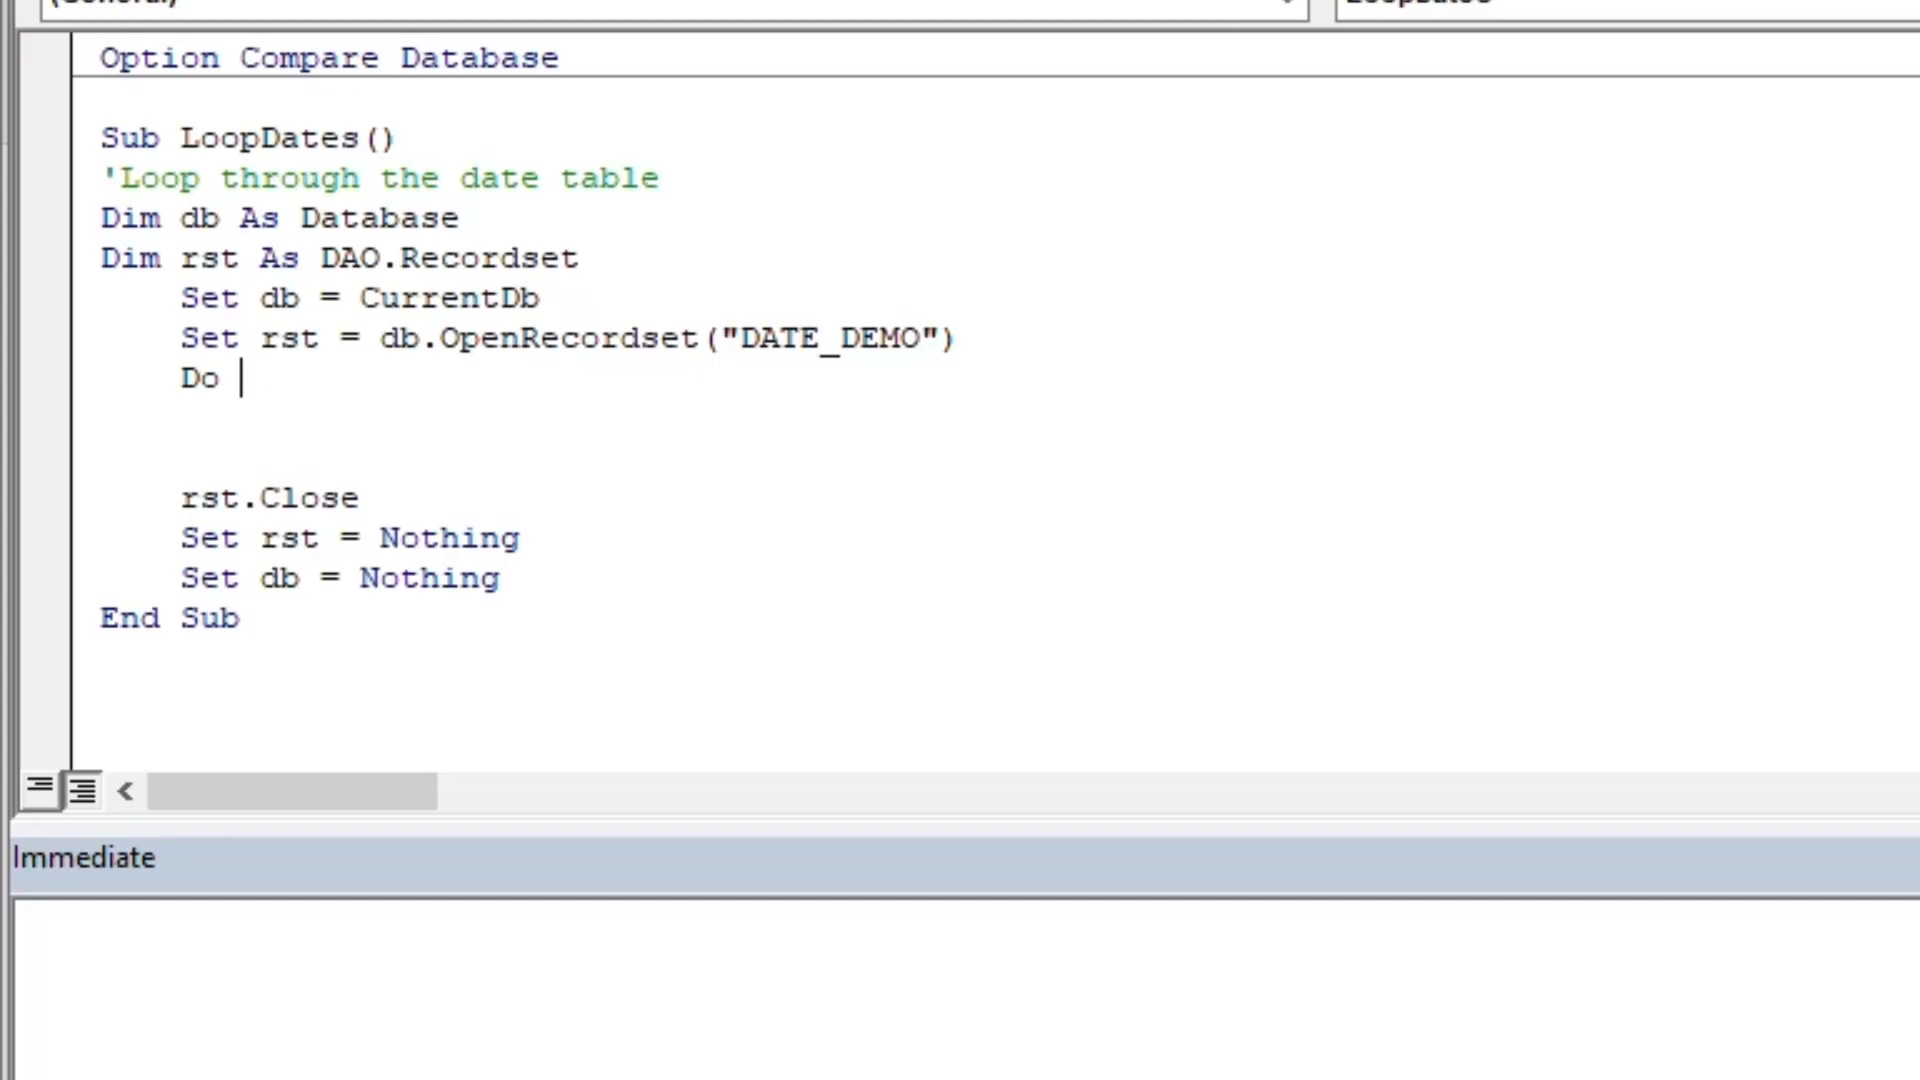 (General)
LoopDates
Option Compare Database
Sub LoopDates()
'Loop through the date table
Dim db As Database
Dim rst As DAO.Recordset
Set db = CurrentDb
Set rst = db.OpenRecordset("DATE_DEMO")
Do
rst.Close
Set rst = Nothing
Set db = Nothing
End Sub
Immediate